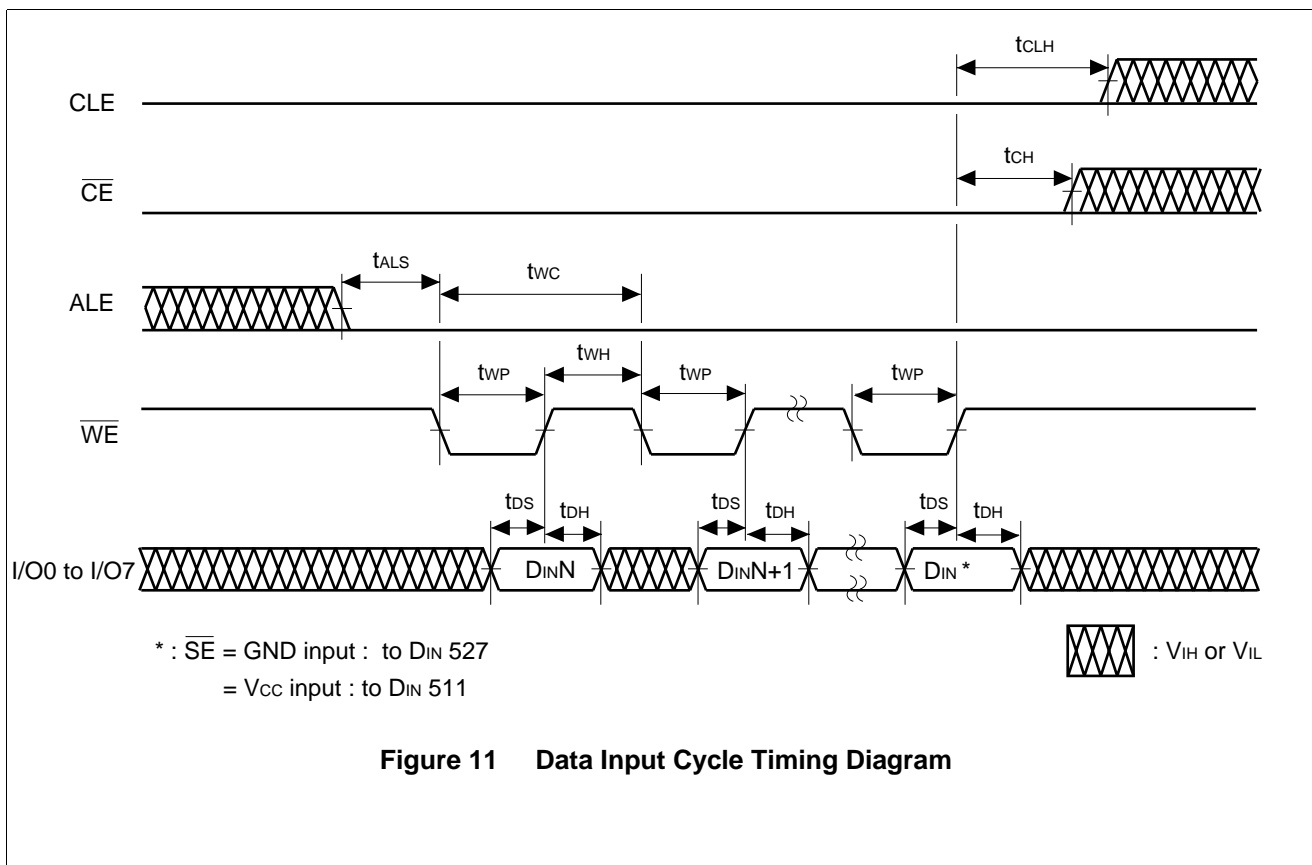 tCLH
CLE
tCH
CE
tALS
tWC
ALE
tWH
tWP
tWP
tWP
WE
tDS
tDH
tDS
tDH
tDS
tDH
I/O0 to I/O7
DINN
DINN+1
DIN *
* : SE = GND input : to DIN 527
= VCC input : to DIN 511
: VIH or VIL
Figure 11 Data Input Cycle Timing Diagram